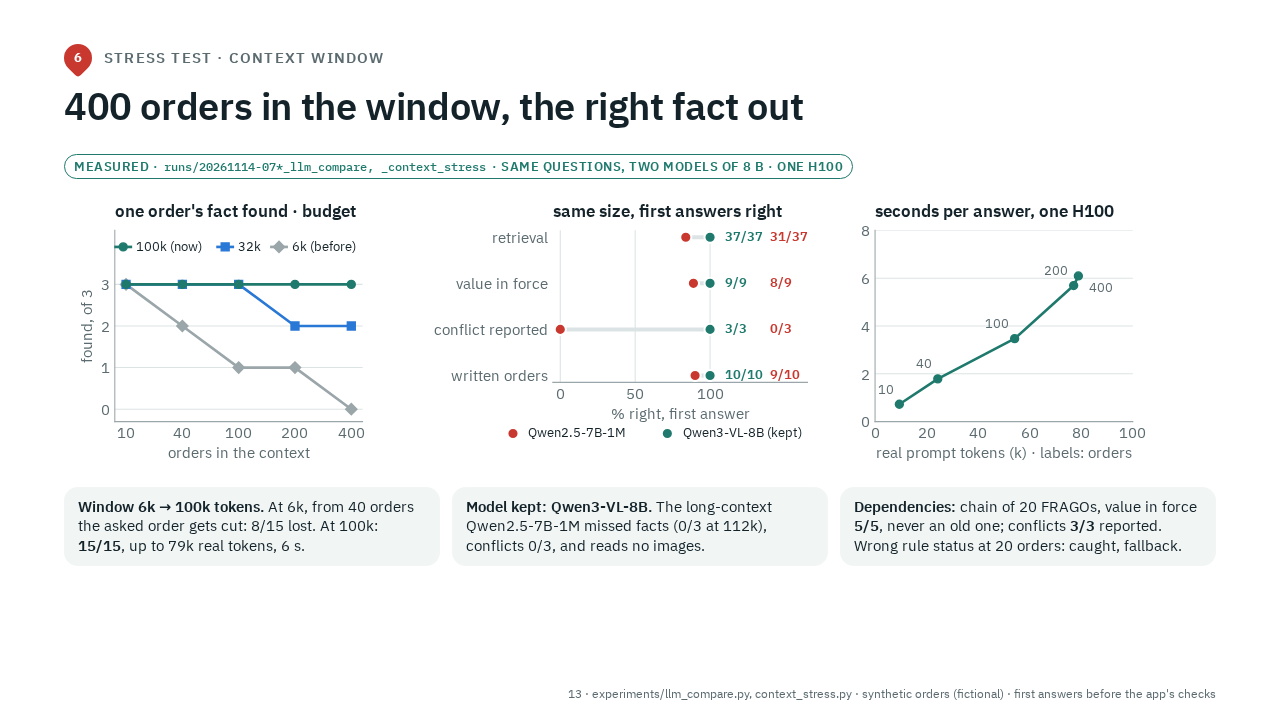 6 STRESS TEST · CONTEXT WINDOW
400 orders in the window, the right fact out
MEASURED · runs/20261114-07*_llm_compare, _context_stress · SAME QUESTIONS, TWO MODELS OF 8 B · ONE H100
one order's fact found · budget
100k (now) 32k 6k (before)
found, of 3
3
2
1
0
10 40 100 200 400
orders in the context
same size, first answers right
retrieval 37/37 31/37
value in force 9/9 8/9
conflict reported 3/3 0/3
written orders 10/10 9/10
0 50 100
% right, first answer
Qwen2.5-7B-1M Qwen3-VL-8B (kept)
seconds per answer, one H100
8
6
4
2
0
10
40
100
200
400
0 20 40 60 80 100
real prompt tokens (k) · labels: orders
Window 6k → 100k tokens. At 6k, from 40 orders
the asked order gets cut: 8/15 lost. At 100k:
15/15, up to 79k real tokens, 6 s.
Model kept: Qwen3-VL-8B. The long-context
Qwen2.5-7B-1M missed facts (0/3 at 112k),
conflicts 0/3, and reads no images.
Dependencies: chain of 20 FRAGOs, value in force
5/5, never an old one; conflicts 3/3 reported.
Wrong rule status at 20 orders: caught, fallback.
13 · experiments/llm_compare.py, context_stress.py · synthetic orders (fictional) · first answers before the app's checks